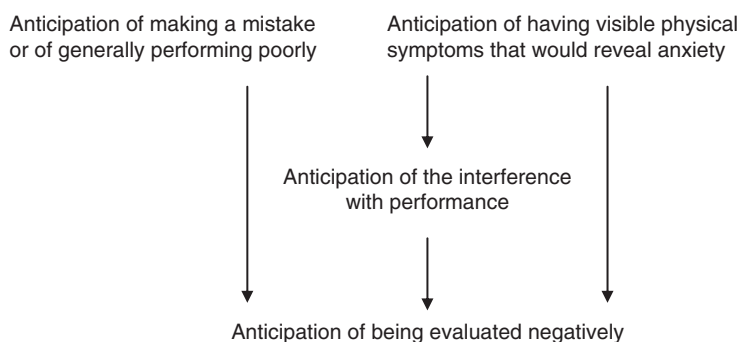 Anticipation of making a mistake
or of generally performing poorly
Anticipation of having visible physical
symptoms that would reveal anxiety
Anticipation of the interference
with performance
Anticipation of being evaluated negatively